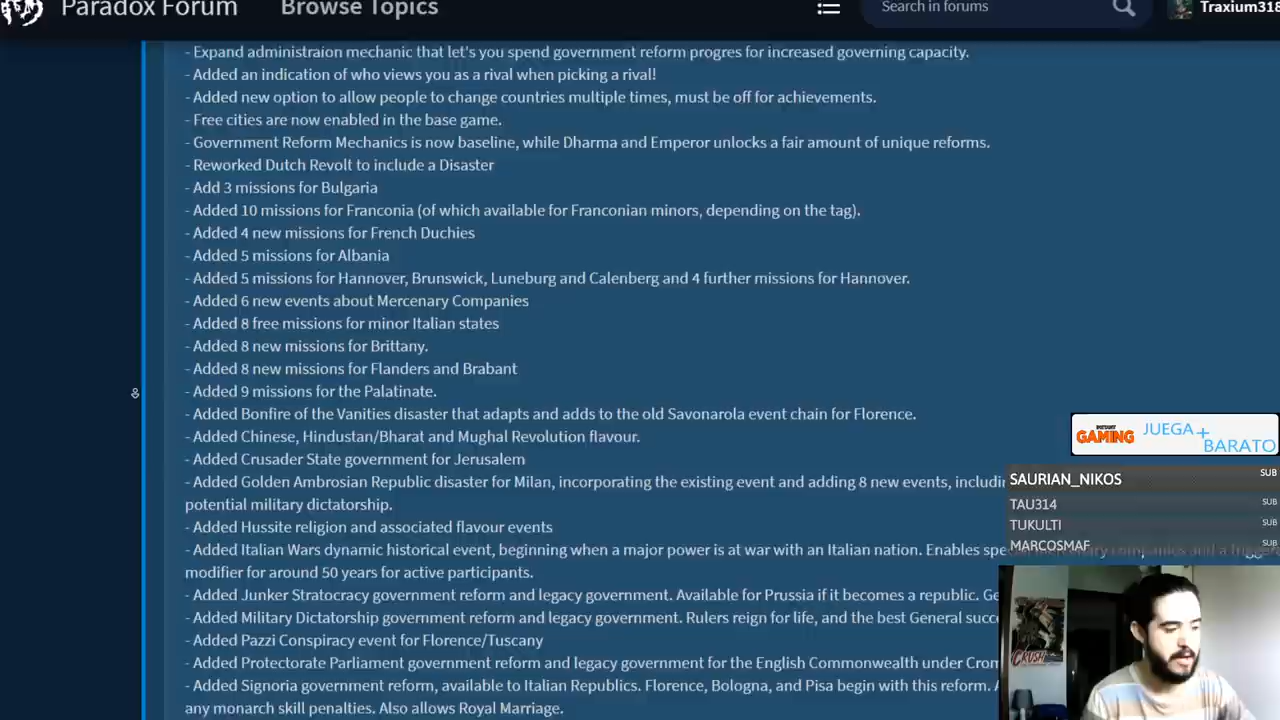 Paradox Forum Browse Topics Search in forums Traxium318
- Expand administraion mechanic that let's you spend government reform progres for increased governing capacity.
- Added an indication of who views you as a rival when picking a rival!
- Added new option to allow people to change countries multiple times, must be off for achievements.
- Free cities are now enabled in the base game.
- Government Reform Mechanics is now baseline, while Dharma and Emperor unlocks a fair amount of unique reforms.
- Reworked Dutch Revolt to include a Disaster
- Add 3 missions for Bulgaria
- Added 10 missions for Franconia (of which available for Franconian minors, depending on the tag).
- Added 4 new missions for French Duchies
- Added 5 missions for Albania
- Added 5 missions for Hannover, Brunswick, Luneburg and Calenberg and 4 further missions for Hannover.
- Added 6 new events about Mercenary Companies
- Added 8 free missions for minor Italian states
- Added 8 new missions for Brittany.
- Added 8 new missions for Flanders and Brabant
- Added 9 missions for the Palatinate.
- Added Bonfire of the Vanities disaster that adapts and adds to the old Savonarola event chain for Florence.
- Added Chinese, Hindustan/Bharat and Mughal Revolution flavour.
- Added Crusader State government for Jerusalem
- Added Golden Ambrosian Republic disaster for Milan, incorporating the existing event and adding 8 new events,
potential military dictatorship.
- Added Hussite religion and associated flavour events
- Added Italian Wars dynamic historical event, beginning when a major power is at war with an Italian nation. Enables
modifier for around 50 years for active participants.
- Added Junker Stratocracy government reform and legacy government. Available for Prussia if it becomes a republic.
- Added Military Dictatorship government reform and legacy government. Rulers reign for life, and the best General
- Added Pazzi Conspiracy event for Florence/Tuscany
- Added Protectorate Parliament government reform and legacy government for the English Commonwealth under
- Added Signoria government reform, available to Italian Republics. Florence, Bologna, and Pisa begin with this reform.
any monarch skill penalties. Also allows Royal Marriage.
INSTANT GAMING JUEGA+ BARATO
SAURIAN_NIKOS SUB
TAU314 SUB
TUKULTI SUB
MARCOSMAF SUB
CRUSH